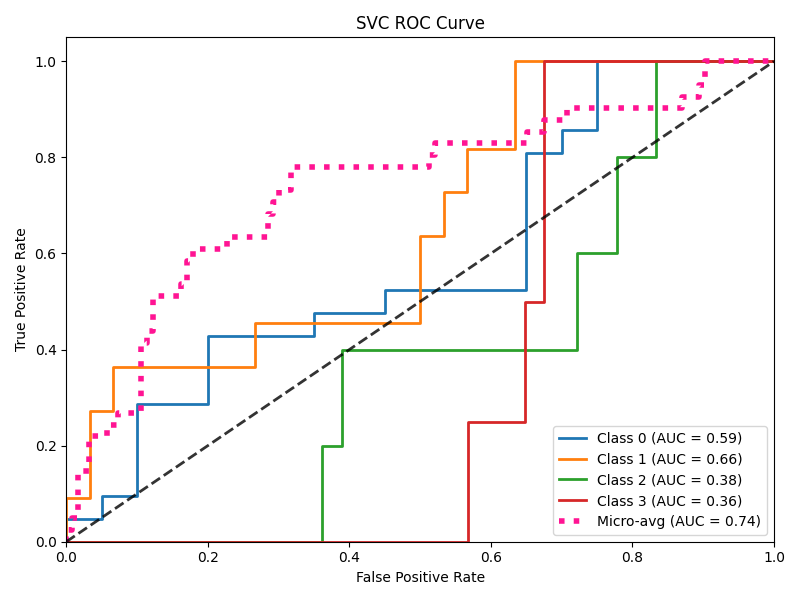 SVC ROC Curve
True Positive Rate
1.0
0.8
0.6
0.4
0.2
0.0
0.0 0.2 0.4 0.6 0.8 1.0
False Positive Rate
Class 0 (AUC = 0.59)
Class 1 (AUC = 0.66)
Class 2 (AUC = 0.38)
Class 3 (AUC = 0.36)
Micro-avg (AUC = 0.74)